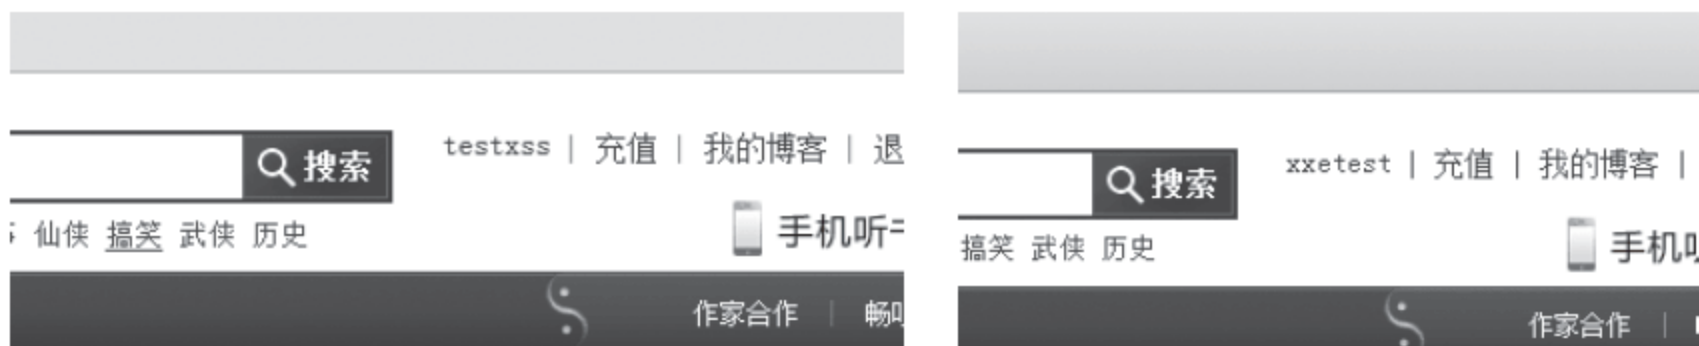 搜索 testxss | 充值 | 我的博客 | 退
仙侠 搞笑 武侠 历史
手机听
作家合作 | 畅
搜索 xxetest | 充值 | 我的博客 |
搞笑 武侠 历史
手机
作家合作 |